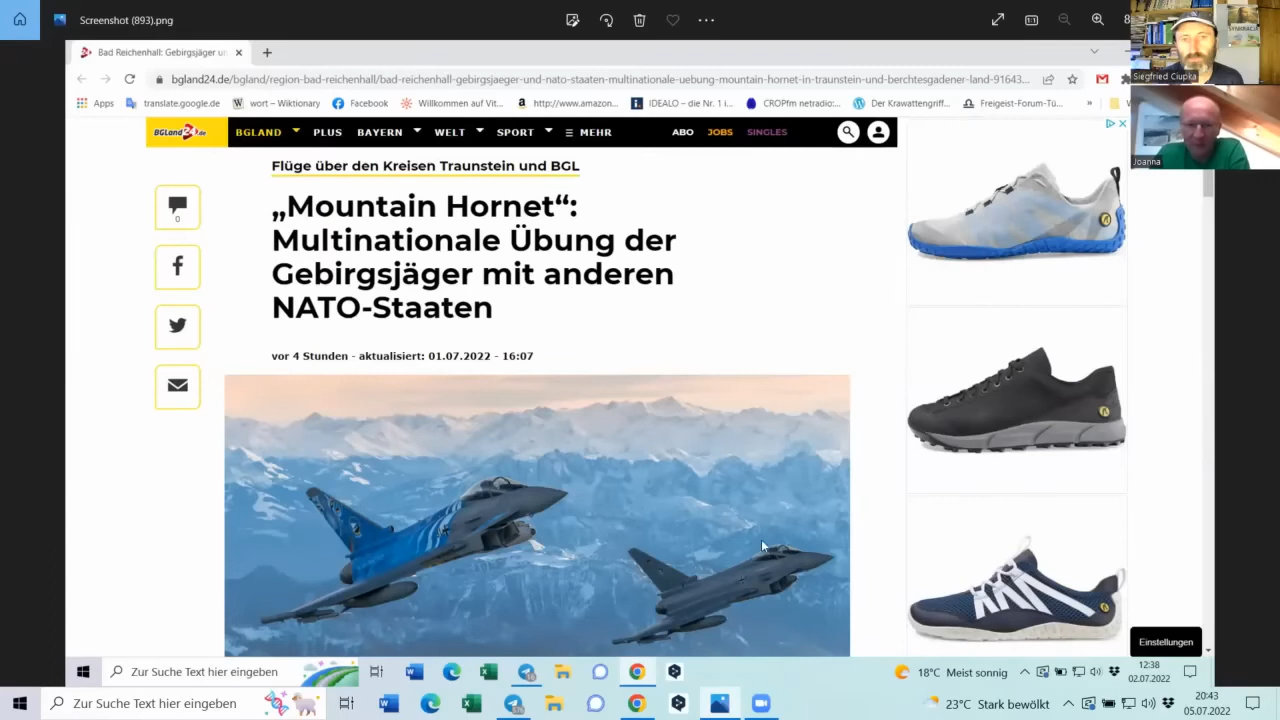 Screenshot (893).png
Siegfried Ciupka
Joanna
Bad Reichenhall: Gebirgsjäger un
bgland24.de/bgland/region-bad-reichenhall/bad-reichenhall-gebirgsjaeger-und-nato-staaten-multinationale-uebung-mountain-hornet-in-traunstein-und-berchtesgadener-land-91643...
Apps
translate.google.de
wort – Wiktionary
Facebook
Willkommen auf Vit...
http://www.amazon...
IDEALO – die Nr. 1 i...
CROPfm netradio:...
Der Krawattengriff...
Freigeist-Forum-Tü...
»
BGLand24.de
BGLAND
PLUS
BAYERN
WELT
SPORT
MEHR
ABO
JOBS
SINGLES
Flüge über den Kreisen Traunstein und BGL
„Mountain Hornet“:
Multinationale Übung der
Gebirgsjäger mit anderen
NATO-Staaten
vor 4 Stunden - aktualisiert: 01.07.2022 - 16:07
0
Einstellungen
Zur Suche Text hier eingeben
18°C Meist sonnig
12:38
02.07.2022
Zur Suche Text hier eingeben
23°C Stark bewölkt
20:43
05.07.2022